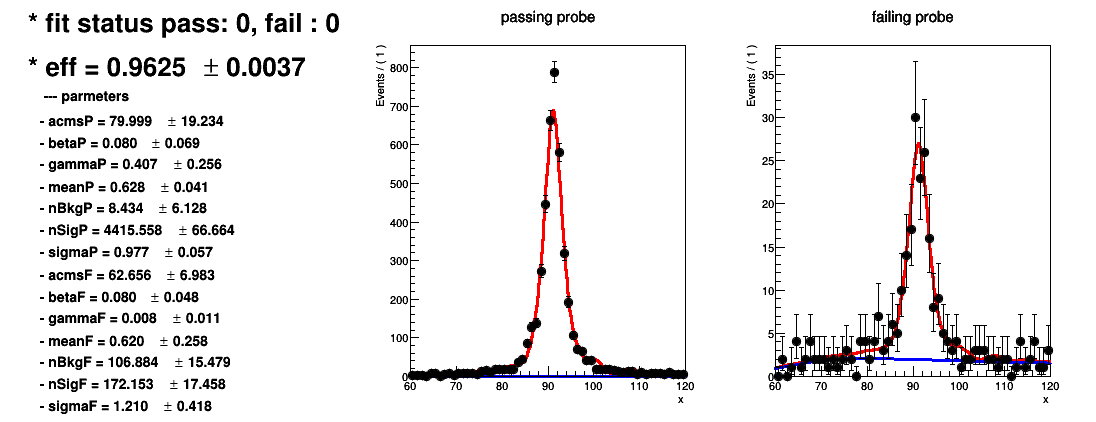 * fit status pass: 0, fail : 0
* eff = 0.9625 ± 0.0037
--- parmeters
- acmsP = 79.999 ± 19.234
- betaP = 0.080 ± 0.069
- gammaP = 0.407 ± 0.256
- meanP = 0.628 ± 0.041
- nBkgP = 8.434 ± 6.128
- nSigP = 4415.558 ± 66.664
- sigmaP = 0.977 ± 0.057
- acmsF = 62.656 ± 6.983
- betaF = 0.080 ± 0.048
- gammaF = 0.008 ± 0.011
- meanF = 0.620 ± 0.258
- nBkgF = 106.884 ± 15.479
- nSigF = 172.153 ± 17.458
- sigmaF = 1.210 ± 0.418
passing probe
Events / ( 1 )
800
700
600
500
400
300
200
100
0
60 70 80 90 100 110 120
x
failing probe
Events / ( 1 )
35
30
25
20
15
10
5
0
60 70 80 90 100 110 120
x